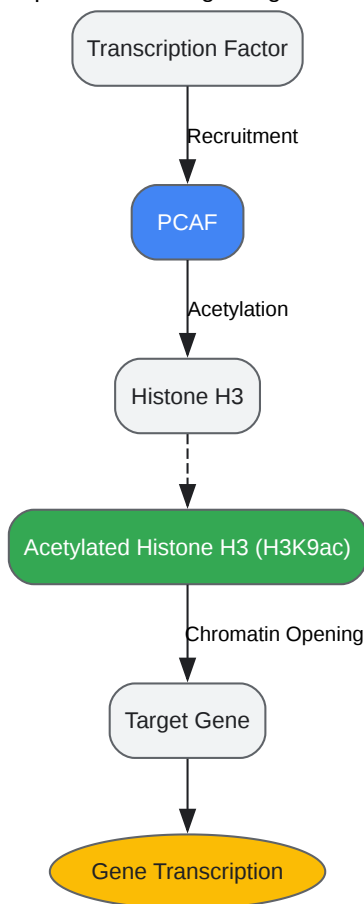 Transcription Factor
Recruitment
PCAF
Acetylation
Histone H3
Acetylated Histone H3 (H3K9ac)
Chromatin Opening
Target Gene
Gene Transcription